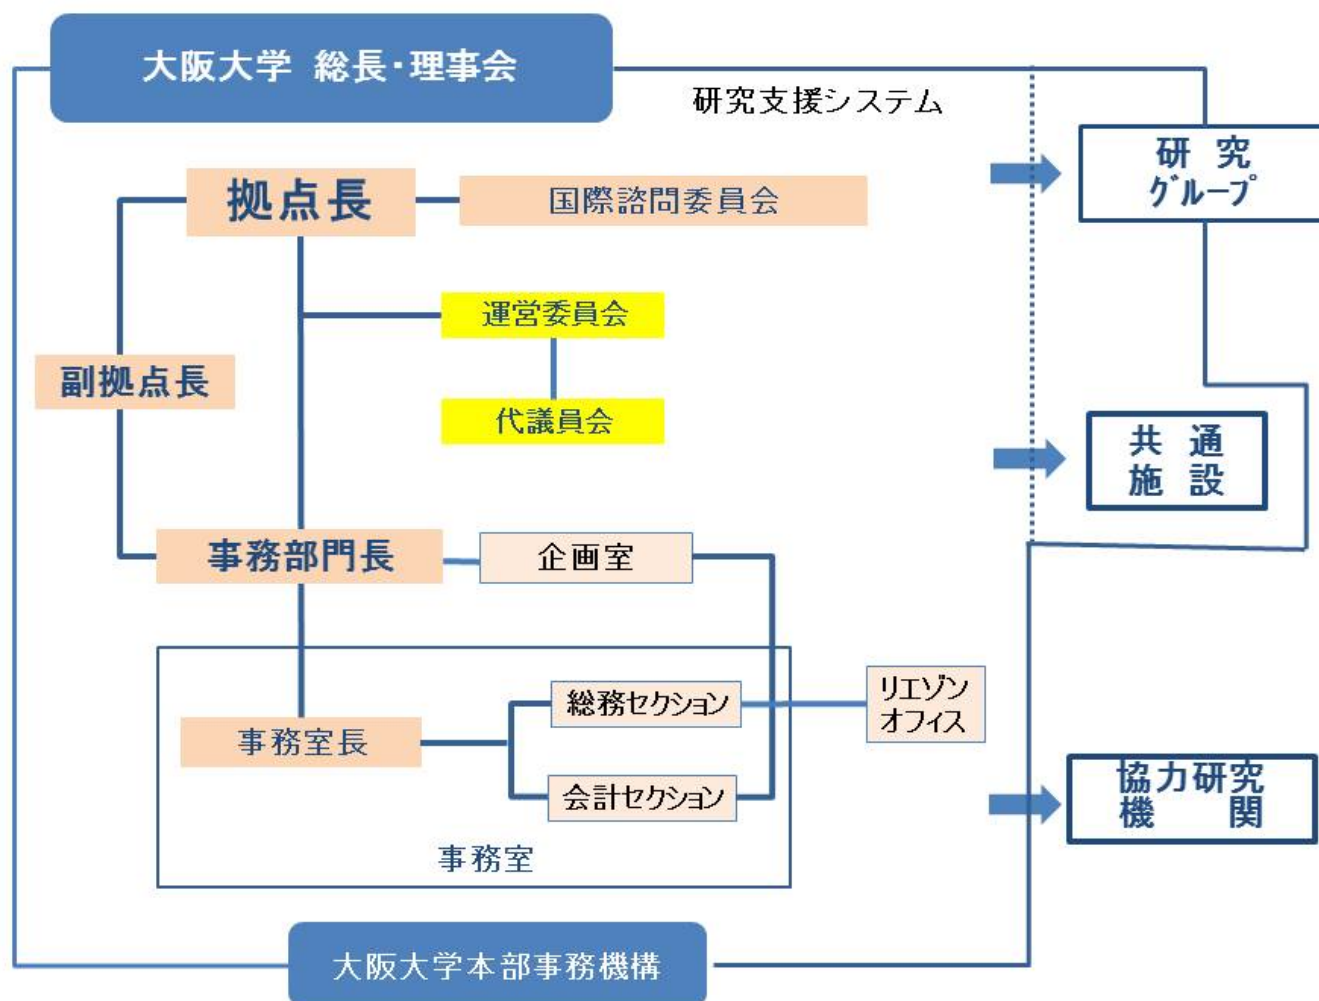 大阪大学 総長・理事会
研究支援システム
研 究
グループ
拠点長
国際諮問委員会
運営委員会
副拠点長
代議員会
共 通
施 設
事務部門長
企画室
総務セクション
リエゾン
オフィス
事務室長
会計セクション
協力研究
機 関
事務室
大阪大学本部事務機構